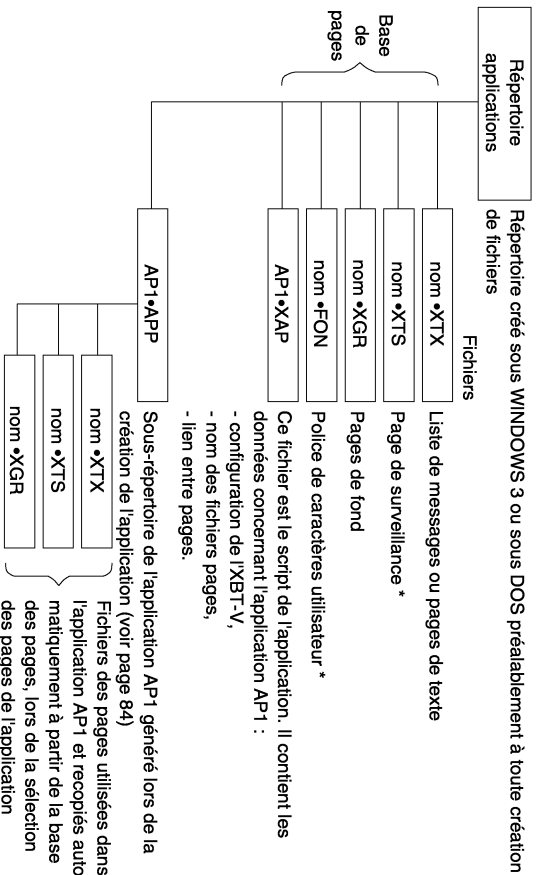 Répertoire
applications
Répertoire créé sous WINDOWS 3 ou sous DOS préalablement à toute création
de fichiers
Fichiers
Base
de
pages
nom •XTX
Liste de messages ou pages de texte
nom •XTS
Page de surveillance *
nom •XGR
Pages de fond
nom •FON
Police de caractères utilisateur *
AP1•XAP
Ce fichier est le script de l'application. Il contient les
données concernant l'application AP1 :
- configuration de l'XBT-V,
- nom des fichiers pages,
- lien entre pages.
AP1•APP
Sous-répertoire de l'application AP1 généré lors de la
création de l'application (voir page 84)
nom •XTX
nom •XTS
nom •XGR
Fichiers des pages utilisées dans
l'application AP1 et recopiés auto
matiquement à partir de la base
des pages, lors de la sélection
des pages de l'application